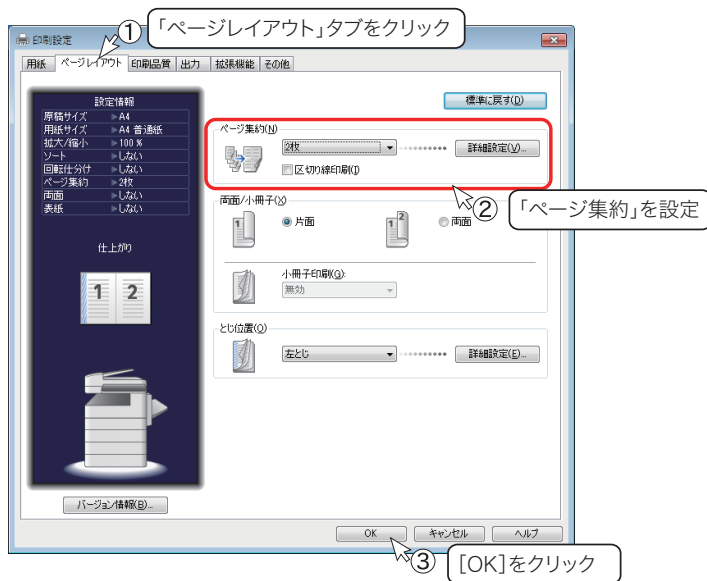 ① 「ページレイアウト」タブをクリック
印刷設定
用紙 ページレイアウト 印刷品質 出力 拡張機能 その他
設定情報
原稿サイズ ▶A4
用紙サイズ ▶A4 普通紙
拡大/縮小 ▶100 %
ソート ▶しない
回転仕分け ▶しない
ページ集約 ▶2枚
両面 ▶しない
表紙 ▶しない
仕上がり
1 2
バージョン情報(B)...
標準に戻す(D)
ページ集約(N)
2枚 詳細設定(V)...
区切り線印刷(I)
② 「ページ集約」を設定
両面/小冊子(X)
1 片面 1 2 両面
小冊子印刷(G):
無効
とじ位置(O)
左とじ 詳細設定(E)...
OK キャンセル ヘルプ
③ [OK]をクリック